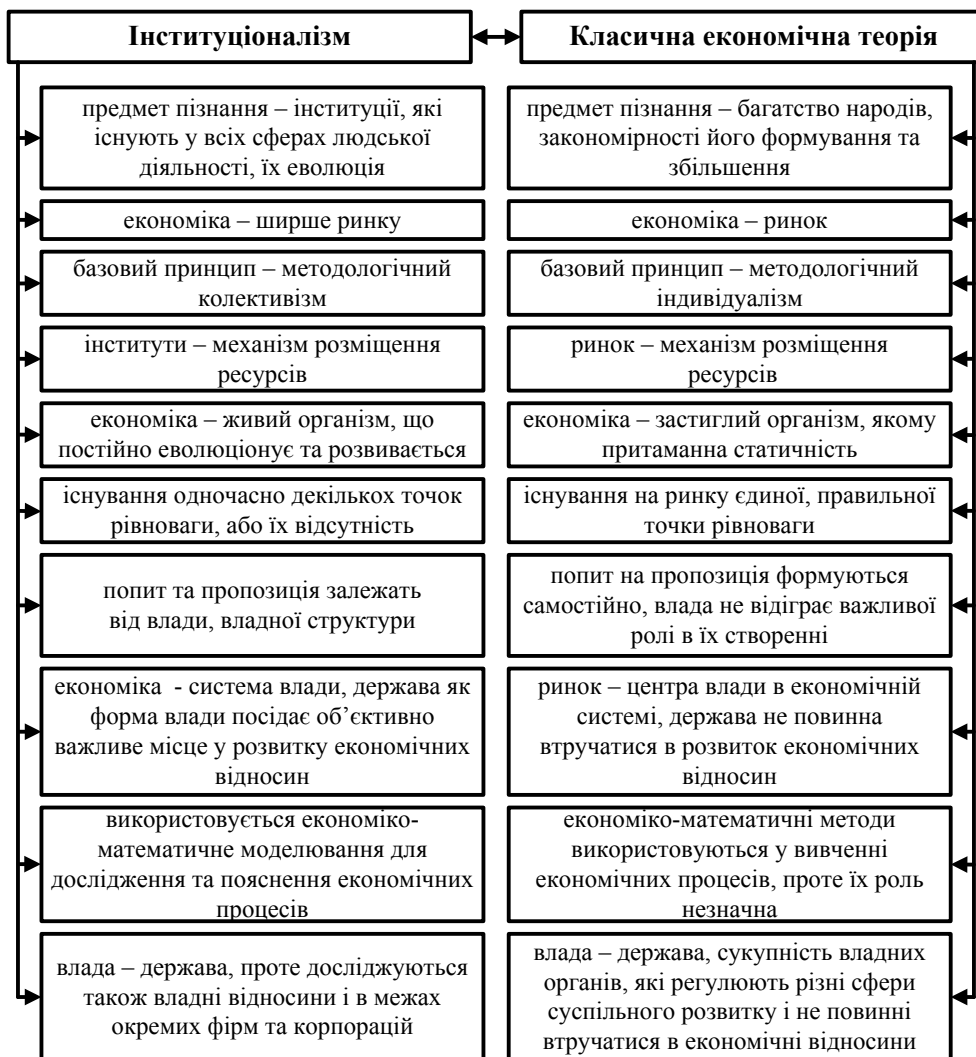 Інституціоналізм
Класична економічна теорія
предмет пізнання – інституції, які
існують у всіх сферах людської
діяльності, їх еволюція
предмет пізнання – багатство народів,
закономірності його формування та
збільшення
економіка – ширше ринку
економіка – ринок
базовий принцип – методологічний
колективізм
базовий принцип – методологічний
індивідуалізм
інститути – механізм розміщення
ресурсів
ринок – механізм розміщення
ресурсів
економіка – живий організм, що
постійно еволюціонує та розвивається
економіка – застиглий організм, якому
притаманна статичність
існування одночасно декількох точок
рівноваги, або їх відсутність
існування на ринку єдиної, правильної
точки рівноваги
попит та пропозиція залежать
від влади, владної структури
попит на пропозиція формуються
самостійно, влада не відіграє важливої
ролі в їх створенні
економіка - система влади, держава як
форма влади посідає об’єктивно
важливе місце у розвитку економічних
відносин
ринок – центра влади в економічній
системі, держава не повинна
втручатися в розвиток економічних
відносин
використовується економіко-
математичне моделювання для
дослідження та пояснення економічних
процесів
економіко-математичні методи
використовуються у вивченні
економічних процесів, проте їх роль
незначна
влада – держава, проте досліджуються
також владні відносини і в межах
окремих фірм та корпорацій
влада – держава, сукупність владних
органів, які регулюють різні сфери
суспільного розвитку і не повинні
втручатися в економічні відносини